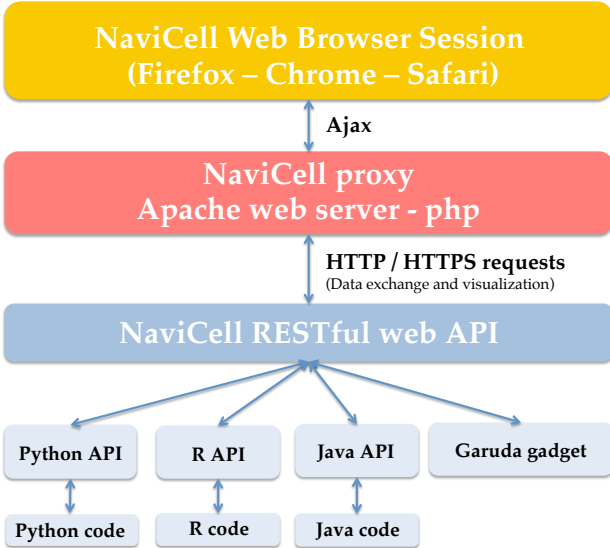 NaviCell Web Browser Session
(Firefox – Chrome – Safari)
Ajax
NaviCell proxy
Apache web server - php
HTTP / HTTPS requests
(Data exchange and visualization)
NaviCell RESTful web API
Python API
R API
Java API
Garuda gadget
Python code
R code
Java code